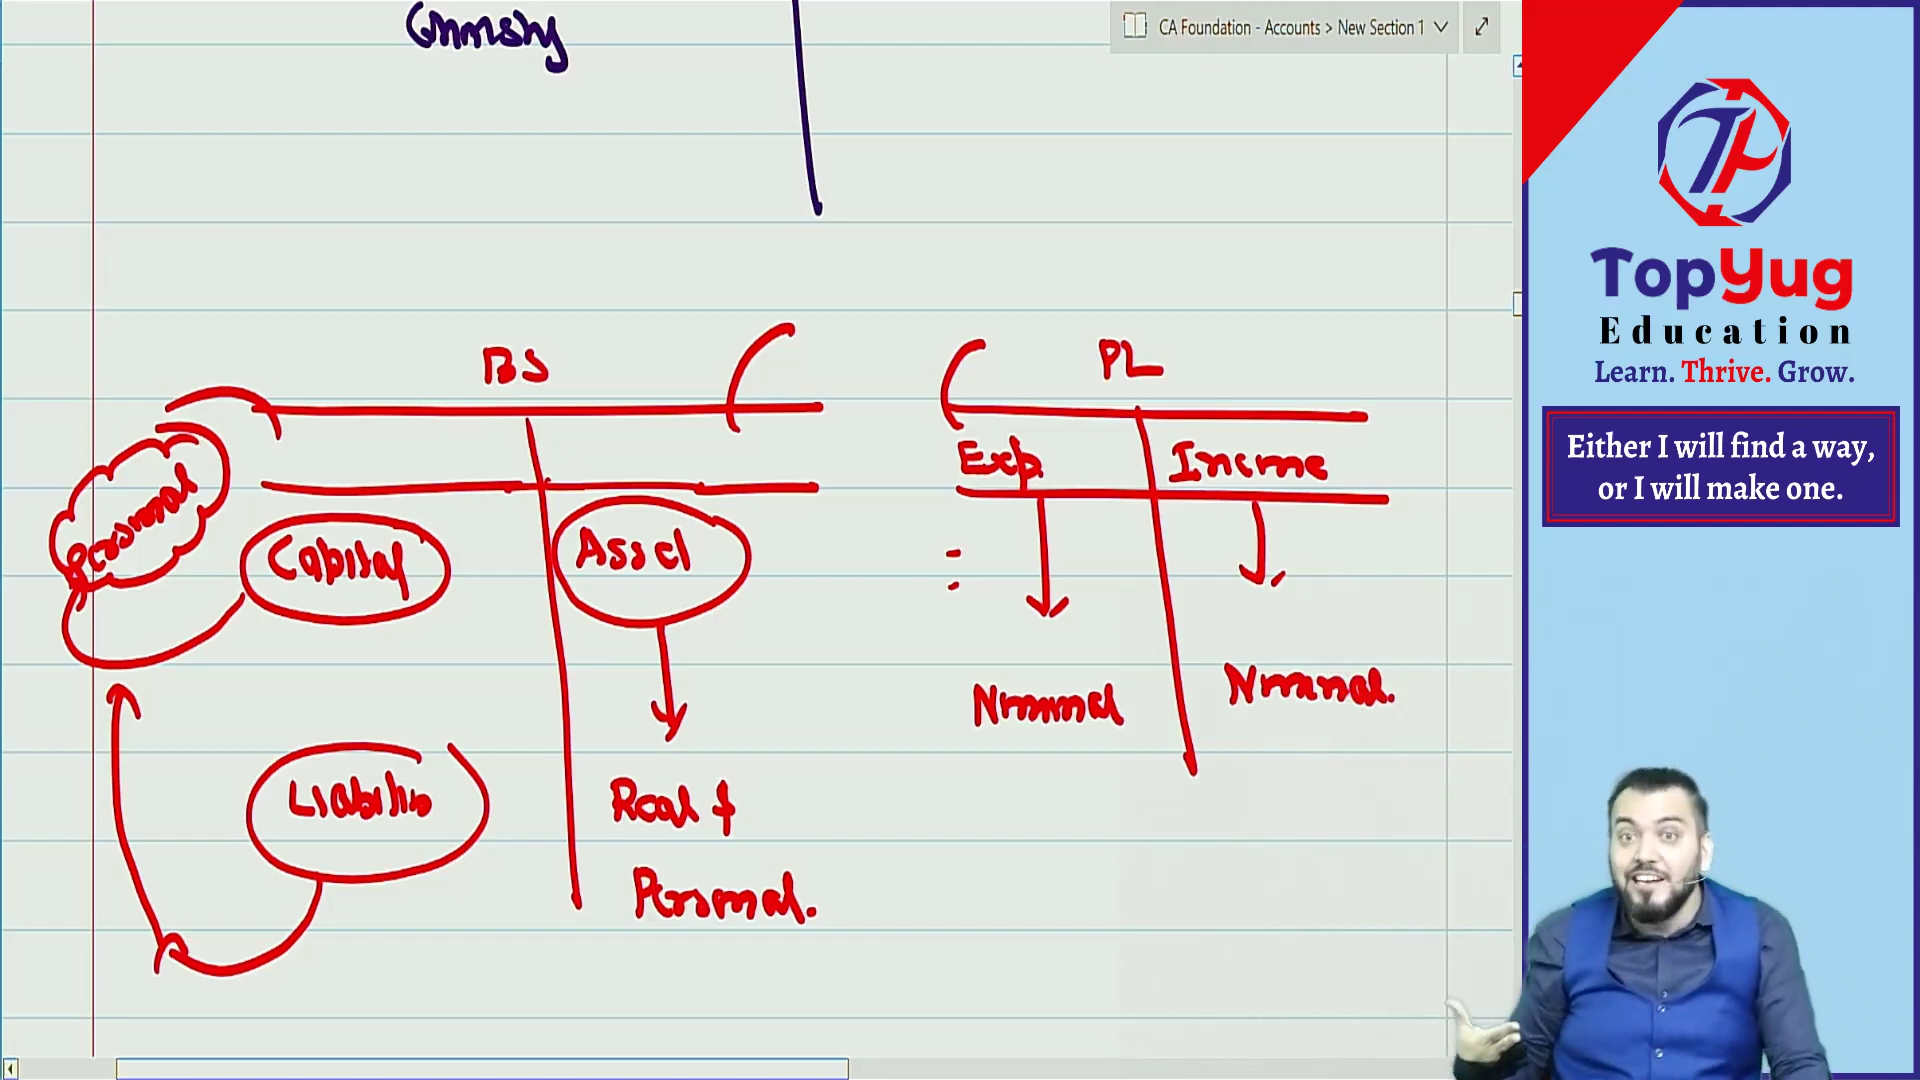 CA Foundation - Accounts > New Section 1
BS
Capital
Asset
Personal
Real &
Personal.
PL
Exp.
Income
Nominal
Nominal.
TopYug
Education
Learn. Thrive. Grow.
Either I will find a way,
or I will make one.